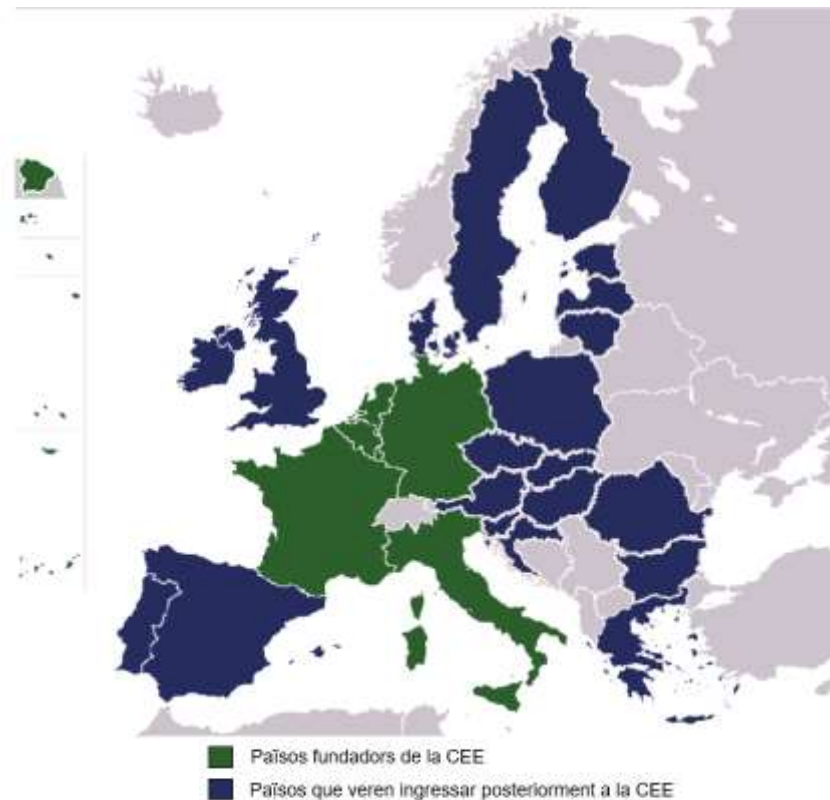 Països fundadors de la CEE
Països que veren ingressar posteriorment a la CEE